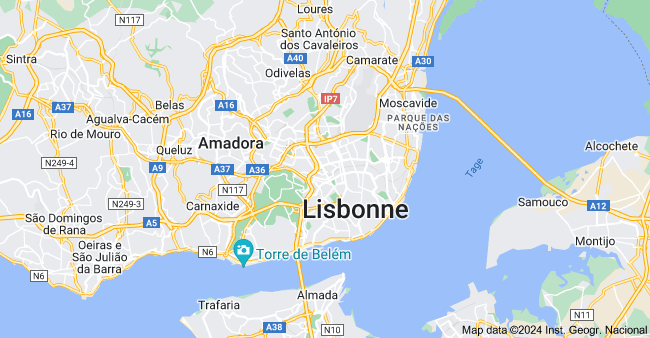 N117
Loures
Santo António
dos Cavaleiros
Sintra
A40
Camarate
A30
Odivelas
A16
A37
Belas
A16
IP7
Moscavide
Agualva-Cacém
PARQUE DAS
NAÇÕES
Rio de Mouro
Queluz
Amadora
Alcochete
N249-4
A9
A37
A36
Tage
N117
N249-3
Carnaxide
Lisbonne
Samouco
A12
São Domingos
de Rana
A5
Montijo
Oeiras e
São Julião
da Barra
N6
Torre de Belém
N6
Trafaria
Almada
A38
N10
N11
Map data ©2024 Inst. Geogr. Nacional